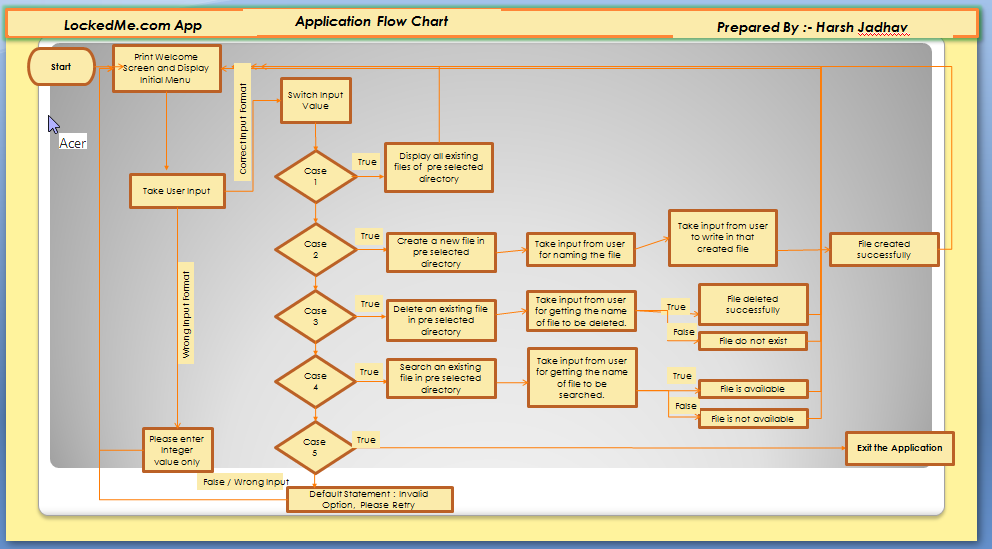 LockedMe.com App
Application Flow Chart
Prepared By :- Harsh Jadhav
Start
Print Welcome
Screen and Display
Initial Menu
Correct Input Format
Switch Input
Value
Acer
Take User Input
Case
1
True
Display all existing
files of pre selected
directory
Case
2
True
Create a new file in
pre selected
directory
Take input from user
for naming the file
Take input from user
to write in that
created file
File created
successfully
Wrong Input Format
Case
3
True
Delete an existing file
in pre selected
directory
Take input from user
for getting the name
of file to be deleted.
True
File deleted
successfully
False
File do not exist
Case
4
True
Search an existing
file in pre selected
directory
Take input from user
for getting the name
of file to be
searched.
True
File is available
False
File is not available
Please enter
Integer
value only
Case
5
True
Exit the Application
False / Wrong Input
Default Statement : Invalid
Option, Please Retry